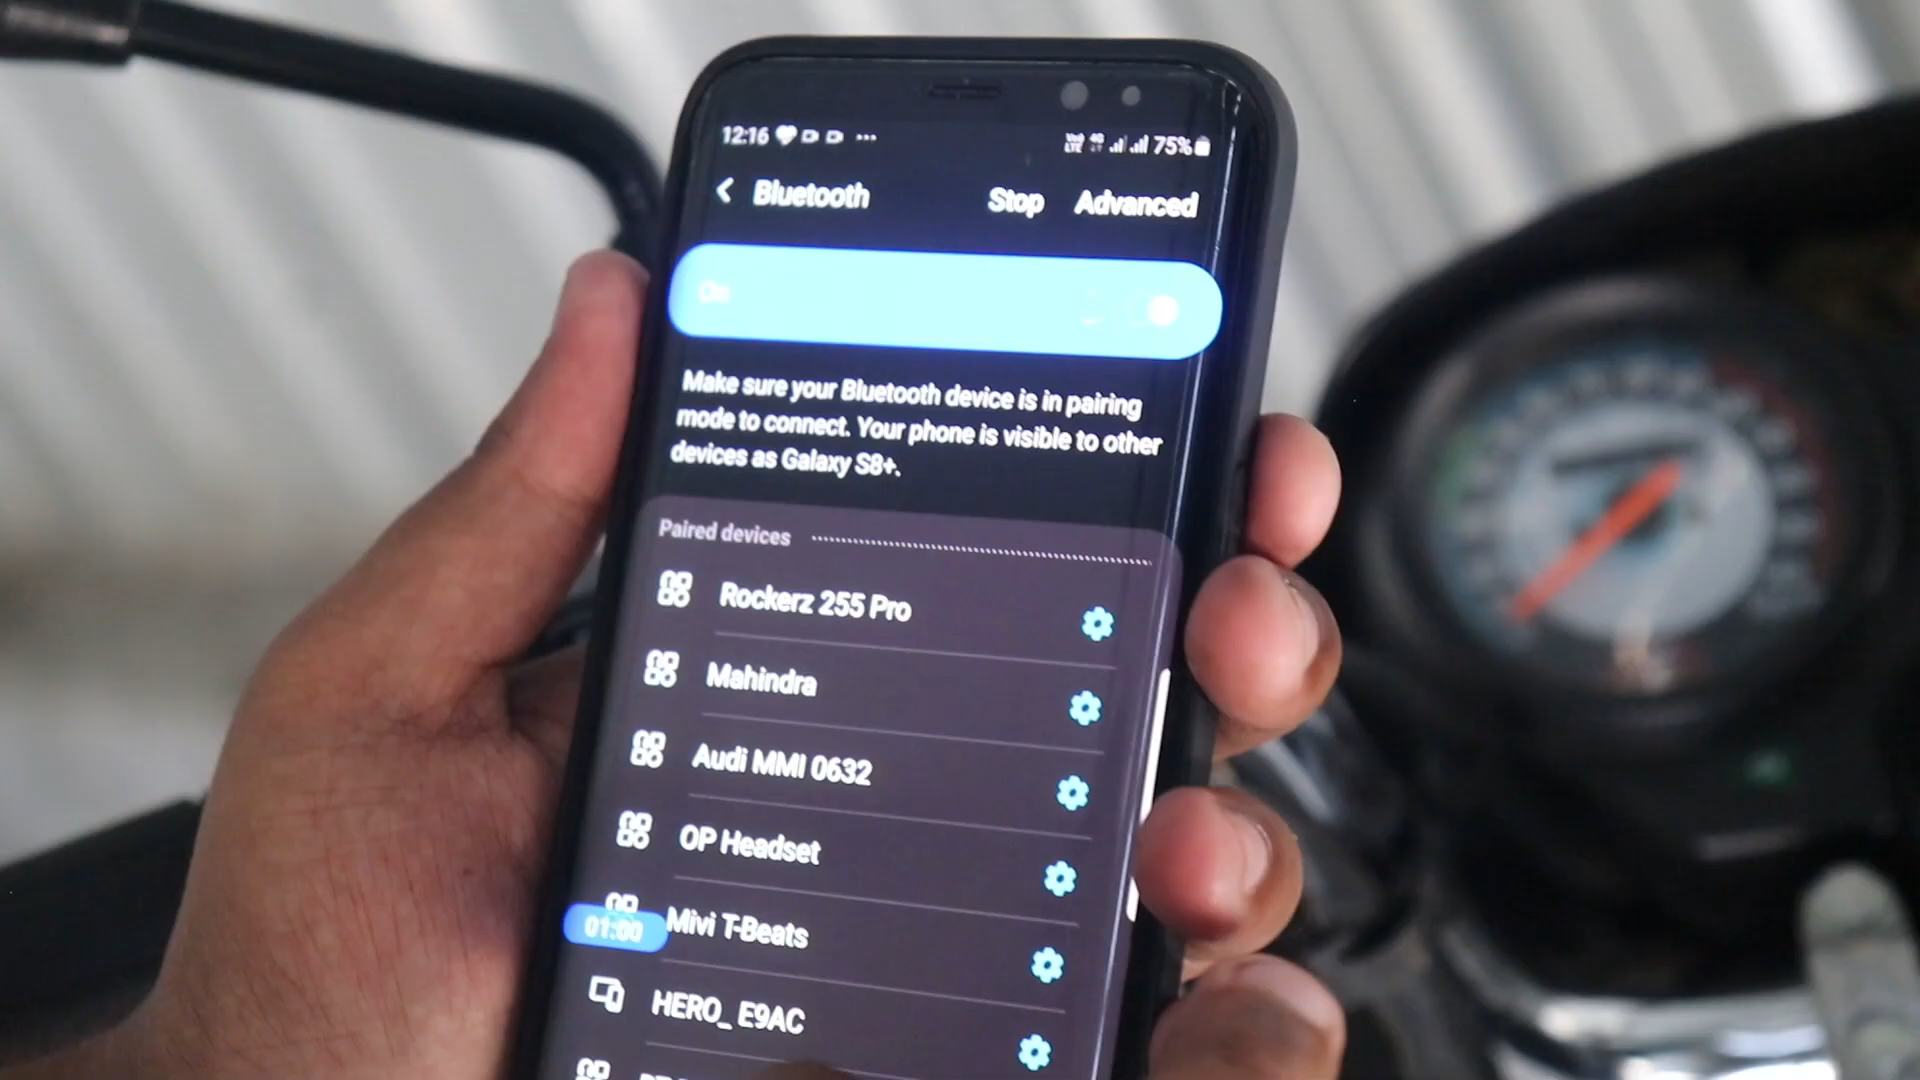 12:16 75%
Bluetooth Stop Advanced
On
Make sure your Bluetooth device is in pairing
mode to connect. Your phone is visible to other
devices as Galaxy S8+.
Paired devices
Rockerz 255 Pro
Mahindra
Audi MMI 0632
OP Headset
01:00 Mivi T-Beats
HERO_ E9AC